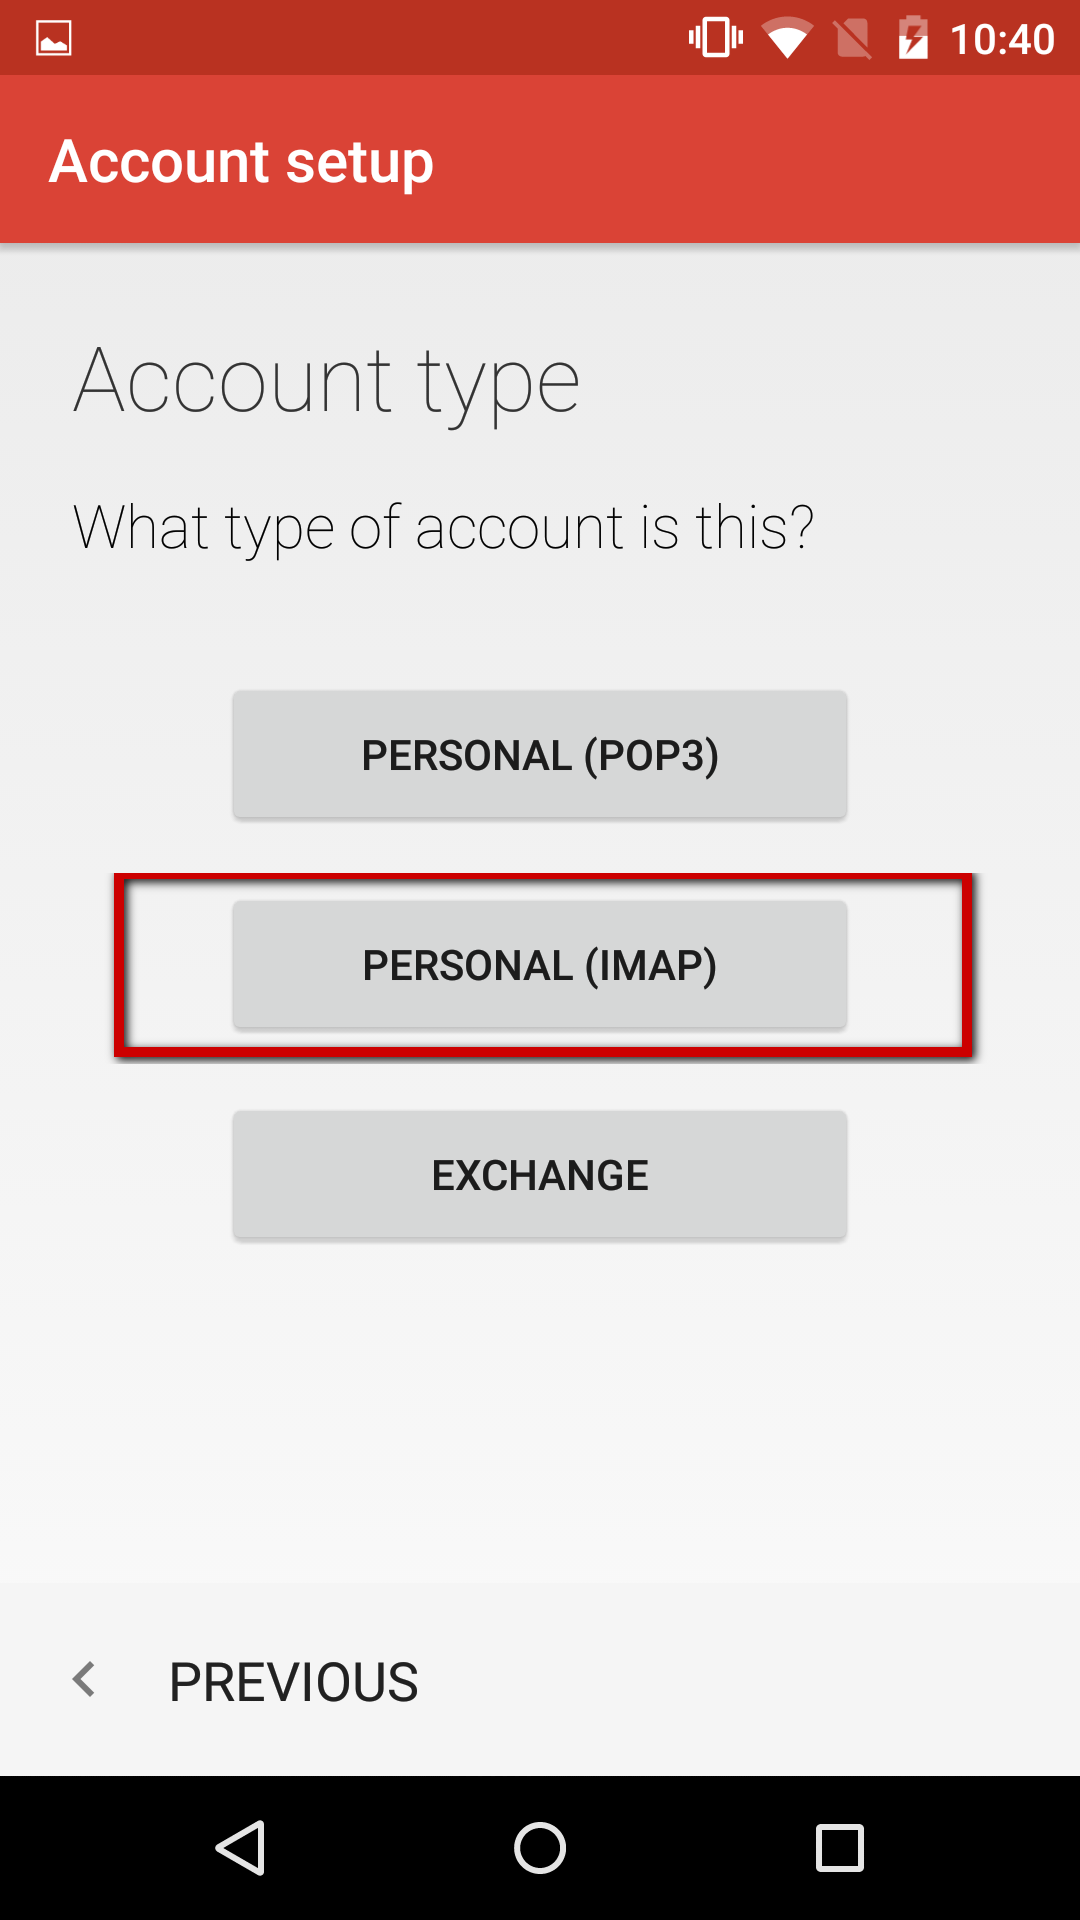 10:40
Account setup
Account type
What type of account is this?
PERSONAL (POP3)
PERSONAL (IMAP)
EXCHANGE
PREVIOUS